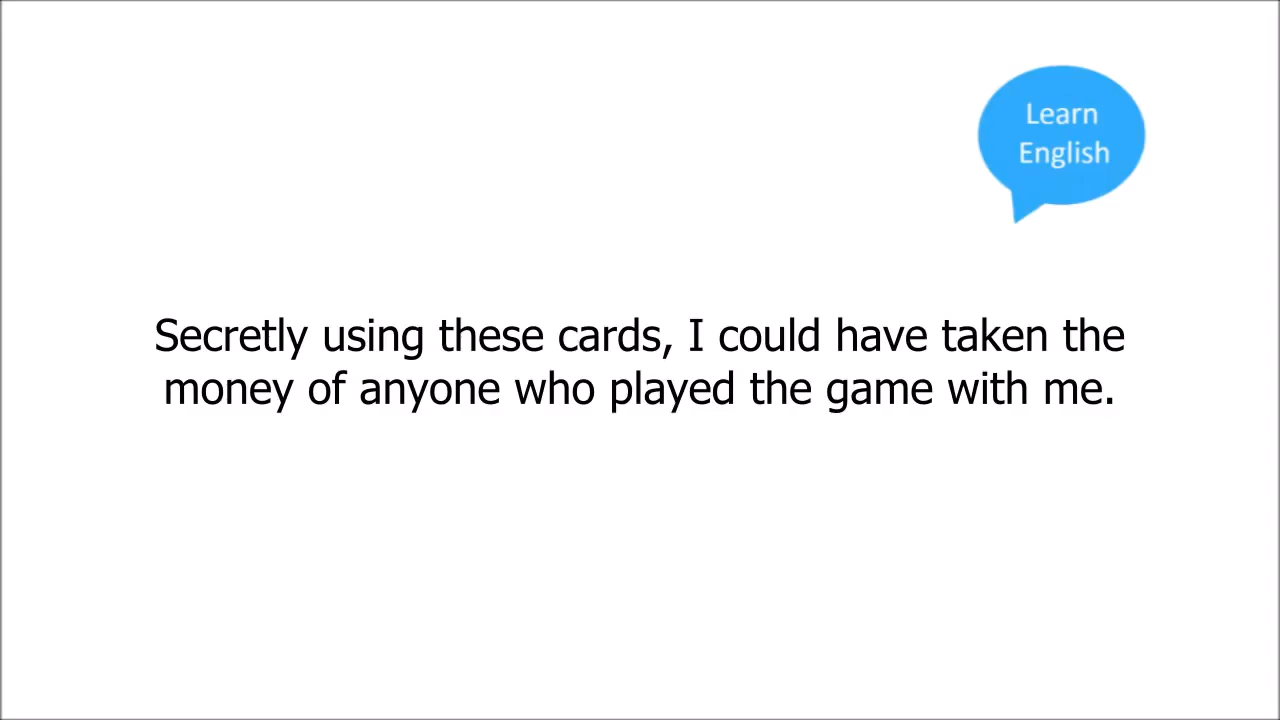 Learn
English
Secretly using these cards, I could have taken the
money of anyone who played the game with me.